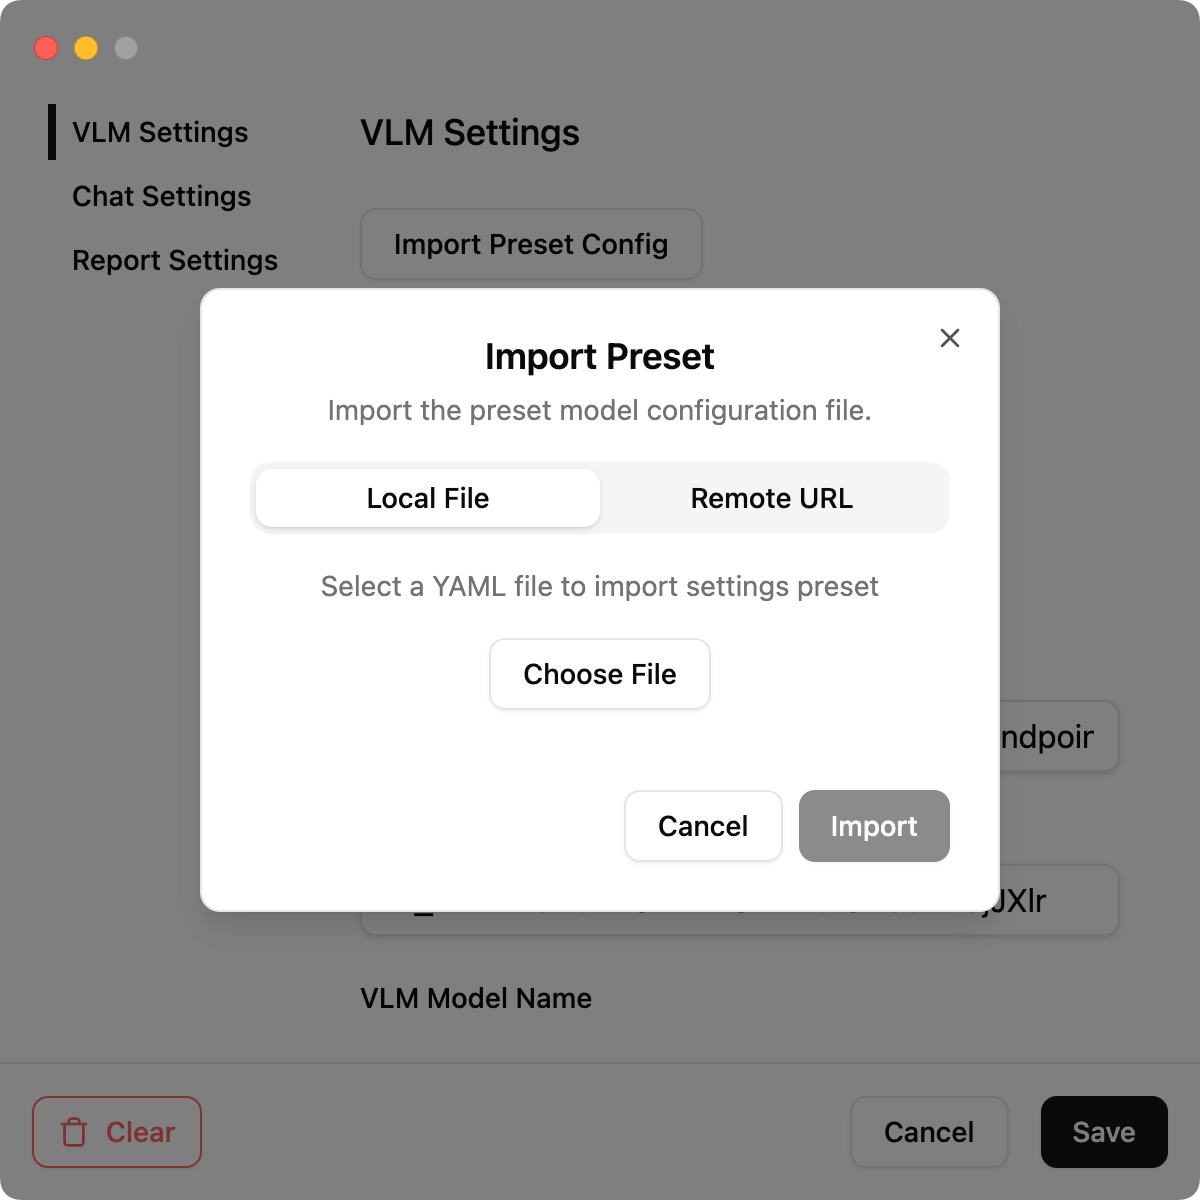 VLM Settings
Chat Settings
Report Settings
VLM Settings
Import Preset Config
Import Preset
Import the preset model configuration file.
Local File
Remote URL
Select a YAML file to import settings preset
Choose File
Cancel
Import
VLM Model Name
Clear
Cancel
Save